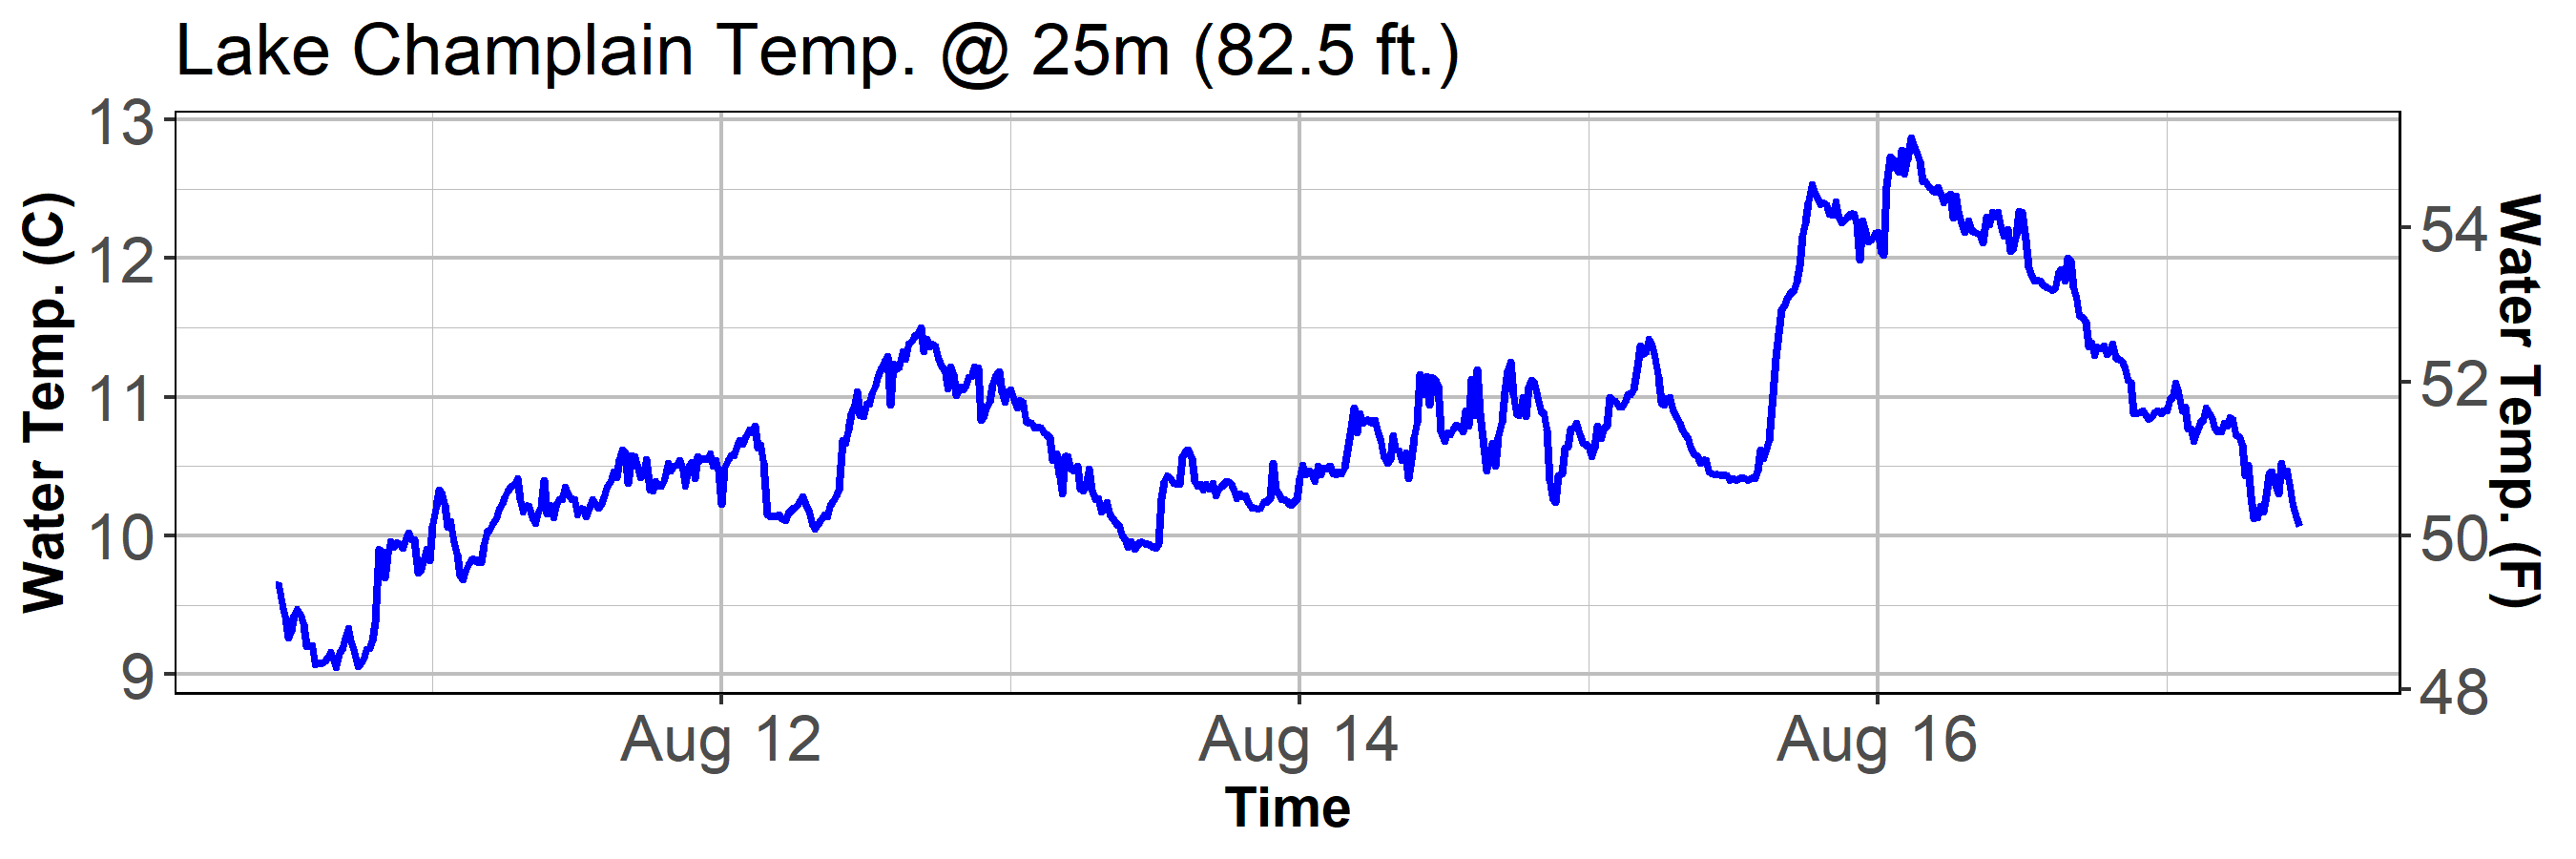 Lake Champlain Temp. @ 25m (82.5 ft.)
Water Temp. (C)
13
12
11
10
9
54
52
50
48
Water Temp. (F)
Aug 12
Aug 14
Aug 16
Time